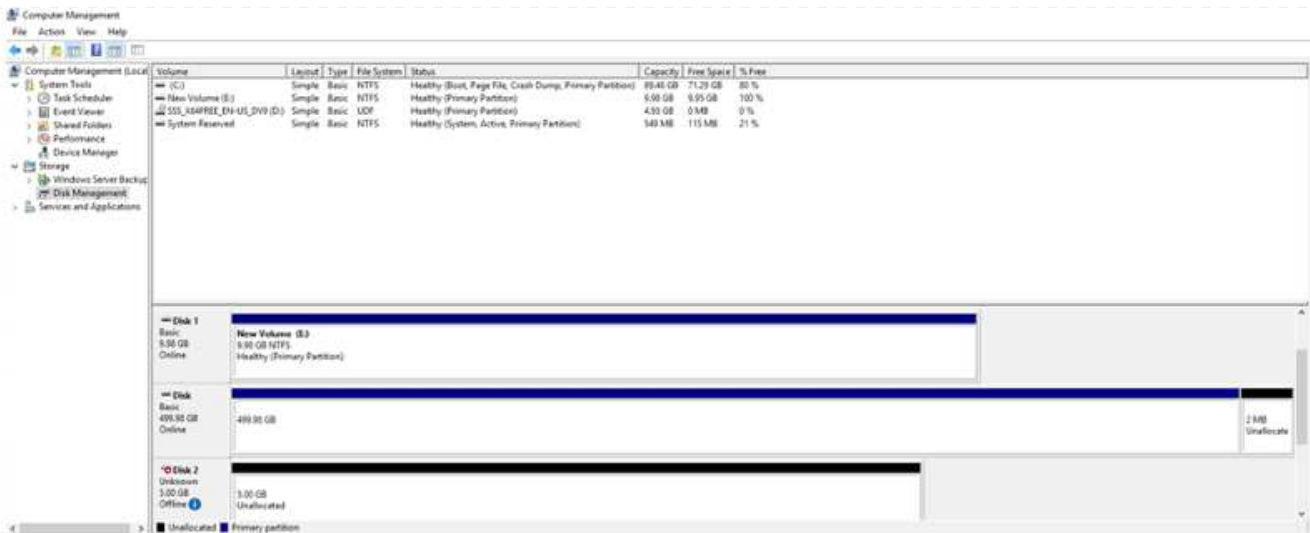 Computer Management
File Action View Help
Computer Management (Local
System Tools
Task Scheduler
Event Viewer
Shared Folders
Performance
Device Manager
Storage
Windows Server Backup
Disk Management
Services and Applications
Volume Layout Type File System Status Capacity Free Space % Free
(C:) Simple Basic NTFS Healthy (Boot, Page File, Crash Dump, Primary Partition) 89.46 GB 71.29 GB 80 %
New Volume (E:) Simple Basic NTFS Healthy (Primary Partition) 9.98 GB 9.95 GB 100 %
SSS_X64FREE_EN-US_DV9 (D:) Simple Basic UDF Healthy (Primary Partition) 4.93 GB 0 MB 0 %
System Reserved Simple Basic NTFS Healthy (System, Active, Primary Partition) 549 MB 115 MB 21 %
Disk 1
Basic
9.98 GB
Online
New Volume (E:)
9.98 GB NTFS
Healthy (Primary Partition)
Disk
Basic
499.98 GB
Online
499.98 GB
2 MB
Unallocate
Disk 2
Unknown
5.00 GB
Offline
5.00 GB
Unallocated
Unallocated Primary partition